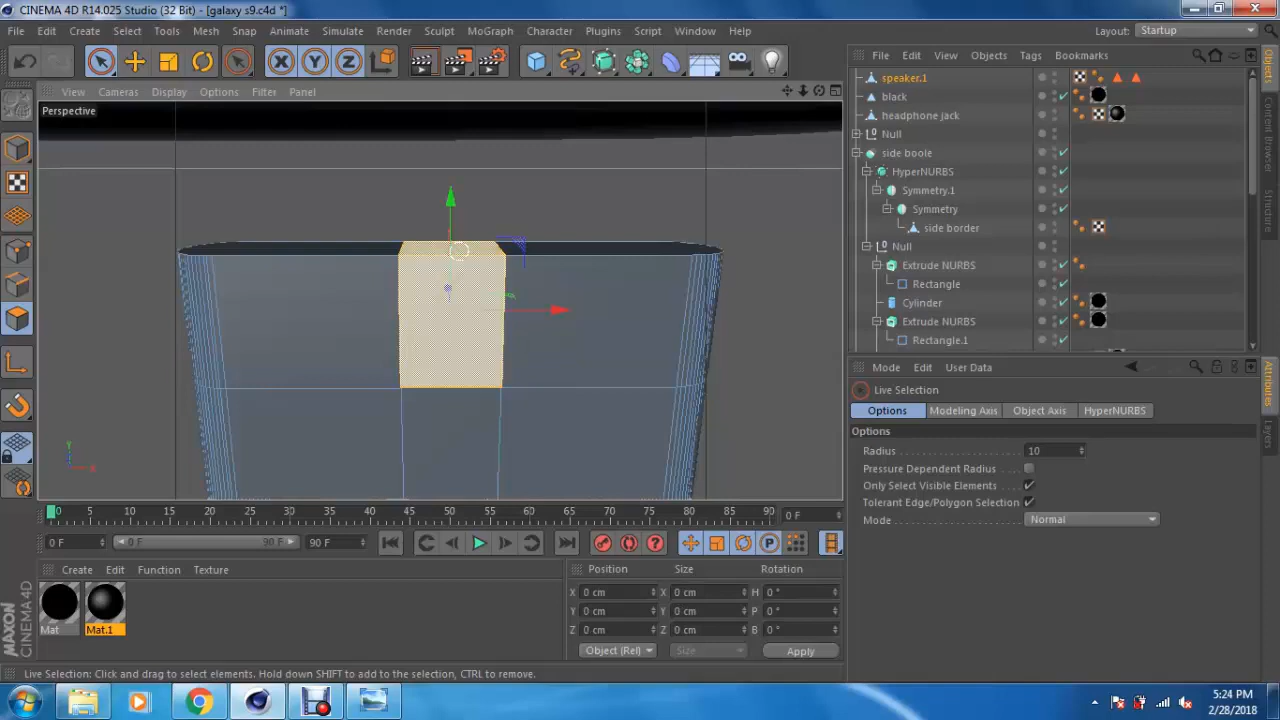 CINEMA 4D R14.025 Studio (32 Bit) - [galaxy s9.c4d *]
File Edit Create Select Tools Mesh Snap Animate Simulate Render Sculpt MoGraph Character Plugins Script Window Help Layout: Startup
File Edit View Objects Tags Bookmarks
View Cameras Display Options Filter Panel
Perspective
speaker.1
black
headphone jack
Null
side boole
HyperNURBS
Symmetry.1
Symmetry
side border
Null
Extrude NURBS
Rectangle
Cylinder
Extrude NURBS
Rectangle.1
Objects
Content Browser
Structure
Mode Edit User Data
Live Selection
Options Modeling Axis Object Axis HyperNURBS
Options
Radius 10
Pressure Dependent Radius
Only Select Visible Elements
Tolerant Edge/Polygon Selection
Mode Normal
Attributes
Layers
Y
X
0 5 10 15 20 25 30 35 40 45 50 55 60 65 70 75 80 85 90 0 F
0 F 0 F 90 F 90 F
Create Edit Function Texture
Mat Mat.1
Position Size Rotation
X 0 cm X 0 cm H 0 °
Y 0 cm Y 0 cm P 0 °
Z 0 cm Z 0 cm B 0 °
Object (Rel) Size Apply
MAXON CINEMA 4D
Live Selection: Click and drag to select elements. Hold down SHIFT to add to the selection, CTRL to remove.
5:24 PM
2/28/2018